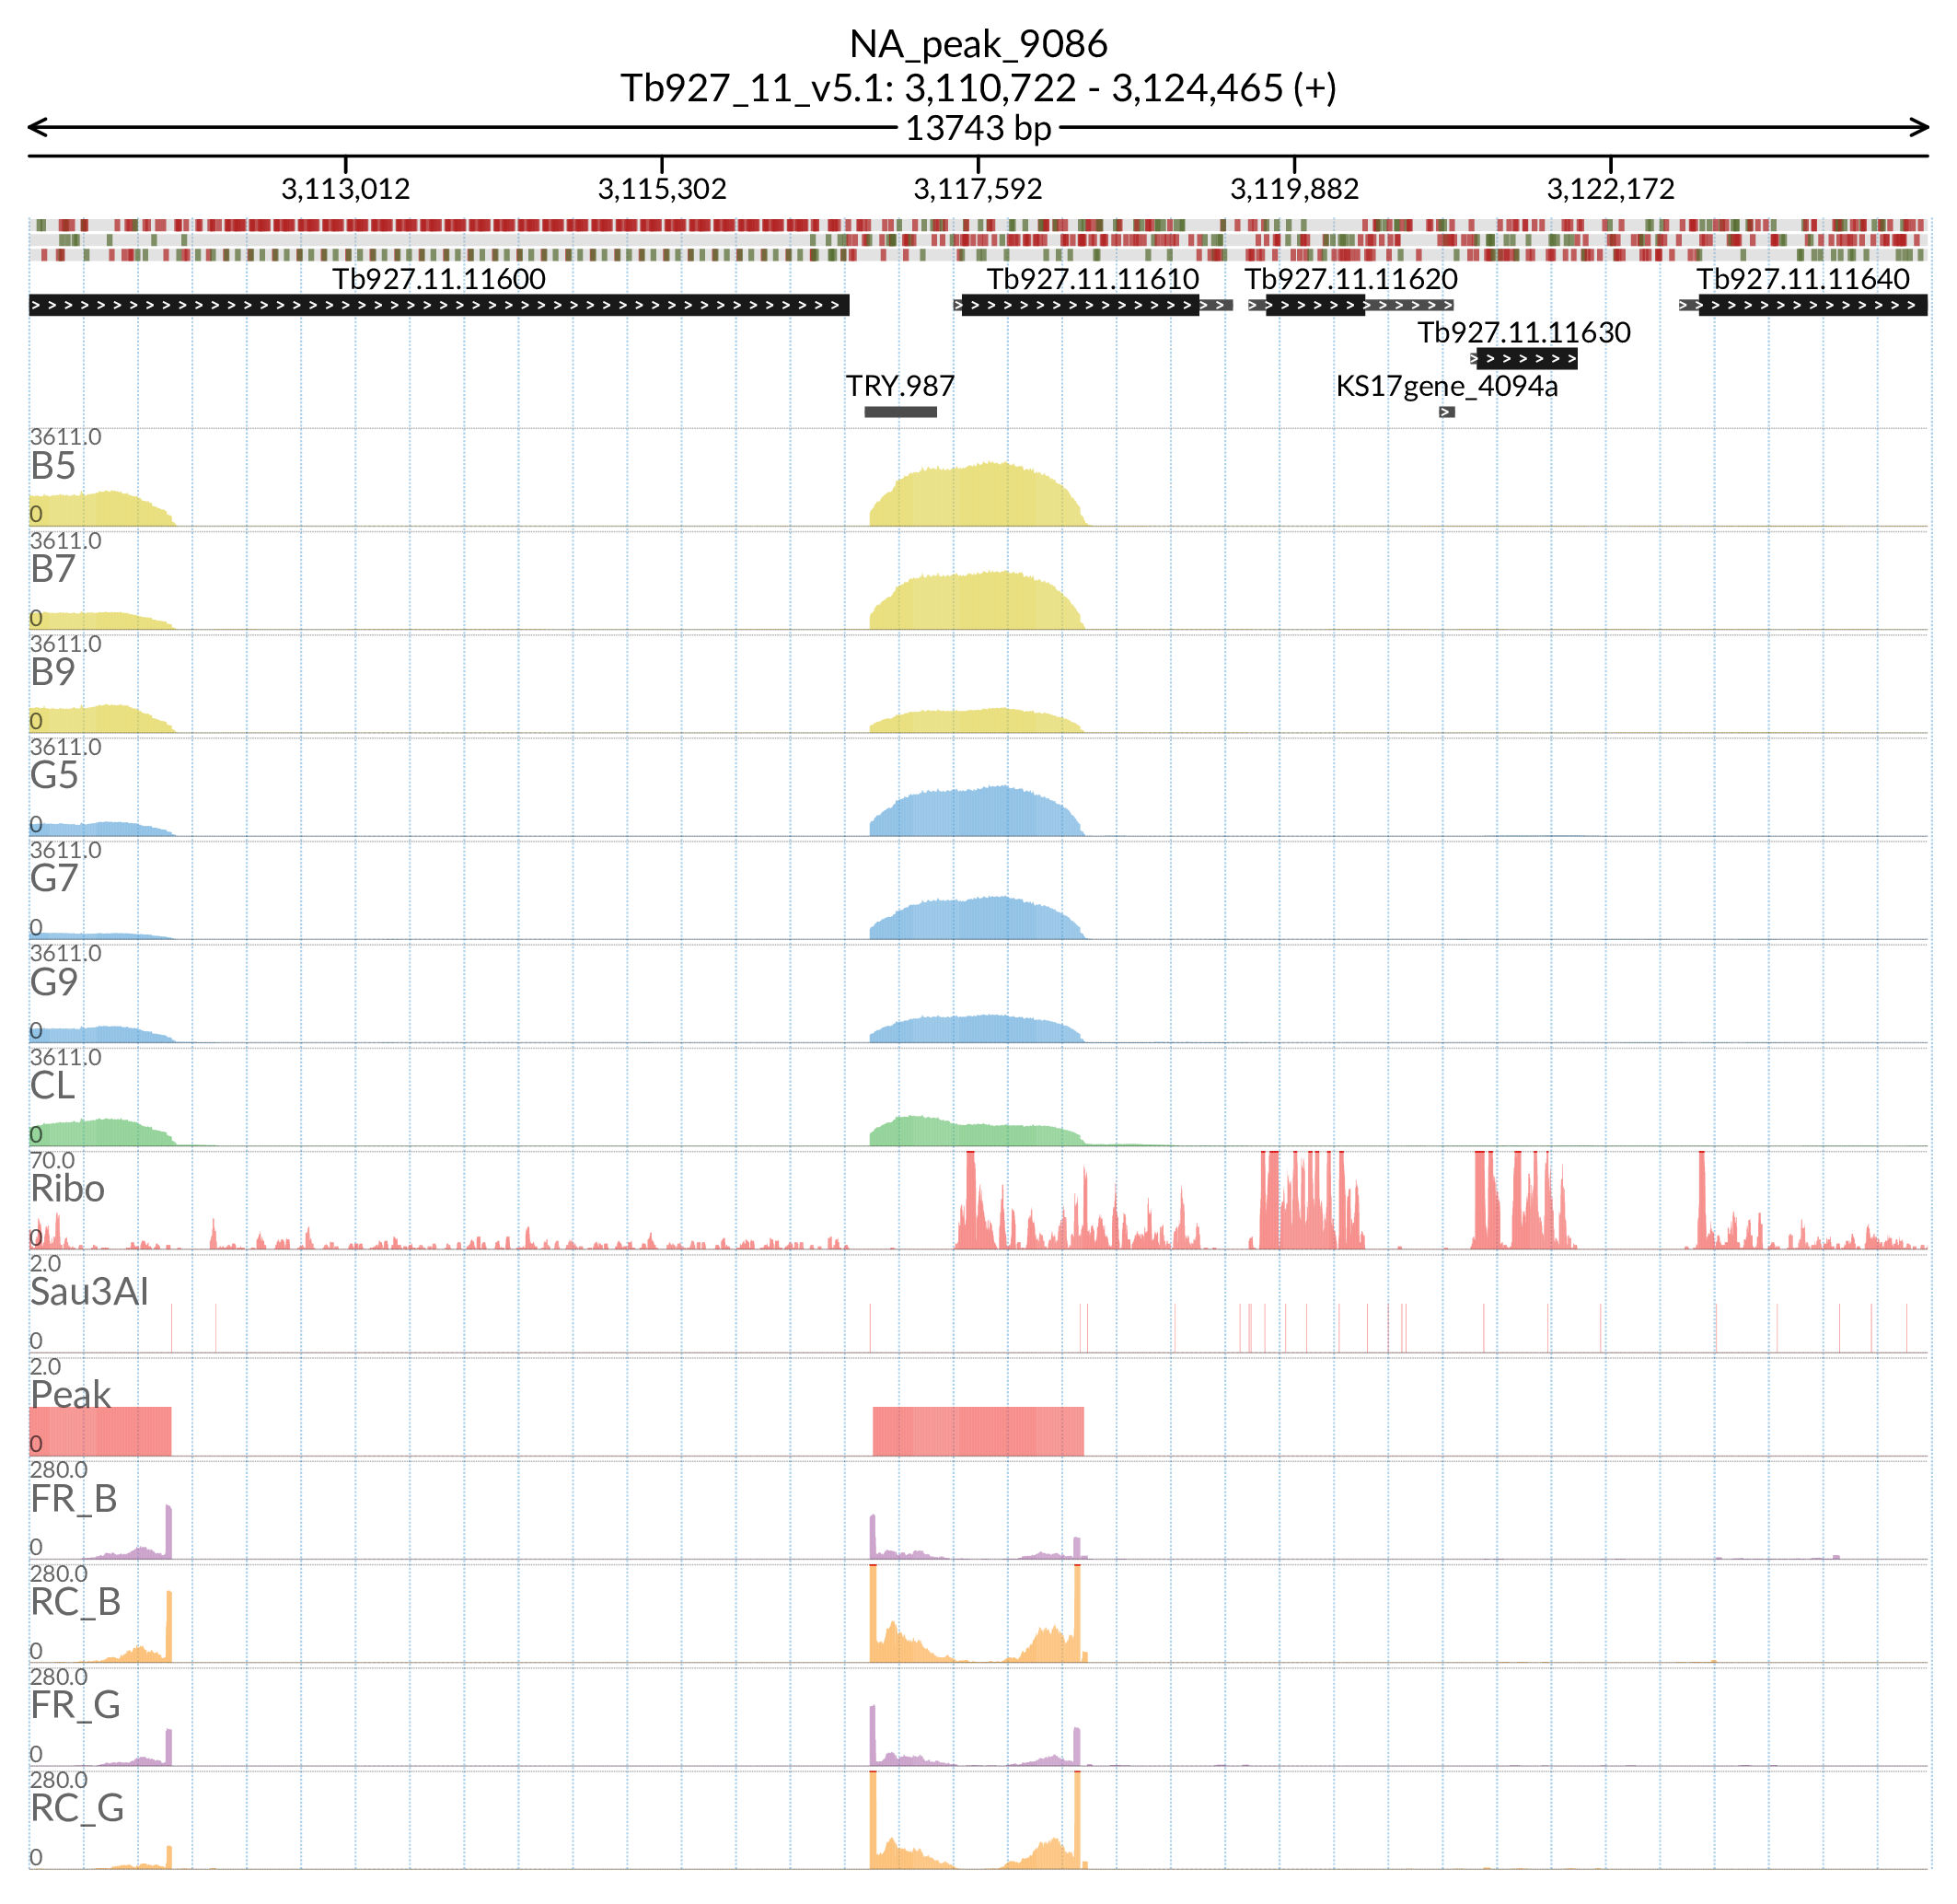 NA_peak_9086
Tb927_11_v5.1: 3,110,722 - 3,124,465 (+)
13743 bp
3,113,012 3,115,302 3,117,592 3,119,882 3,122,172
Tb927.11.11600 Tb927.11.11610 Tb927.11.11620 Tb927.11.11640
Tb927.11.11630
TRY.987 KS17gene_4094a
3611.0
B5
0
3611.0
B7
0
3611.0
B9
0
3611.0
G5
0
3611.0
G7
0
3611.0
G9
0
3611.0
CL
0
70.0
Ribo
0
2.0
Sau3AI
0
2.0
Peak
0
280.0
FR_B
0
280.0
RC_B
0
280.0
FR_G
0
280.0
RC_G
0